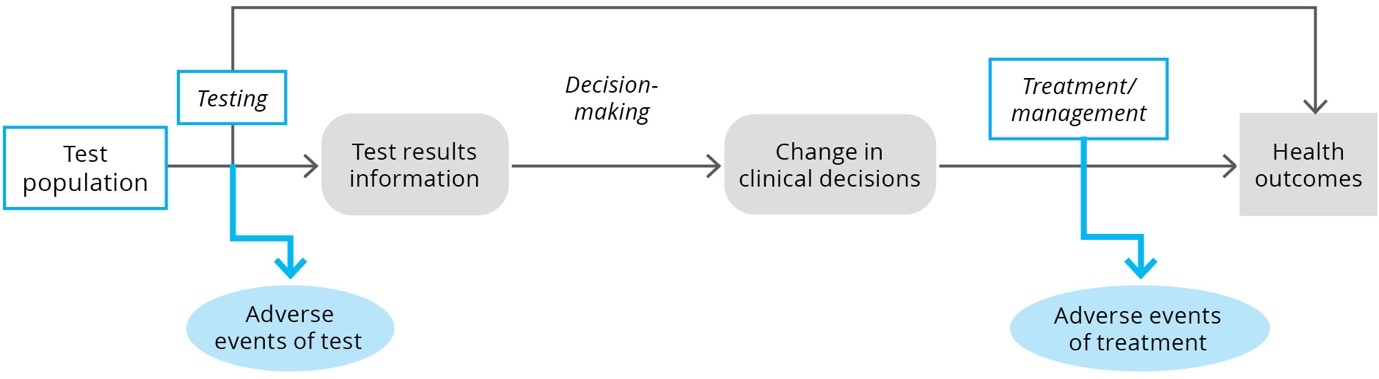 Testing
Decision-
making
Treatment/
management
Test
population
Test results
information
Change in
clinical decisions
Health
outcomes
Adverse
events of test
Adverse events
of treatment